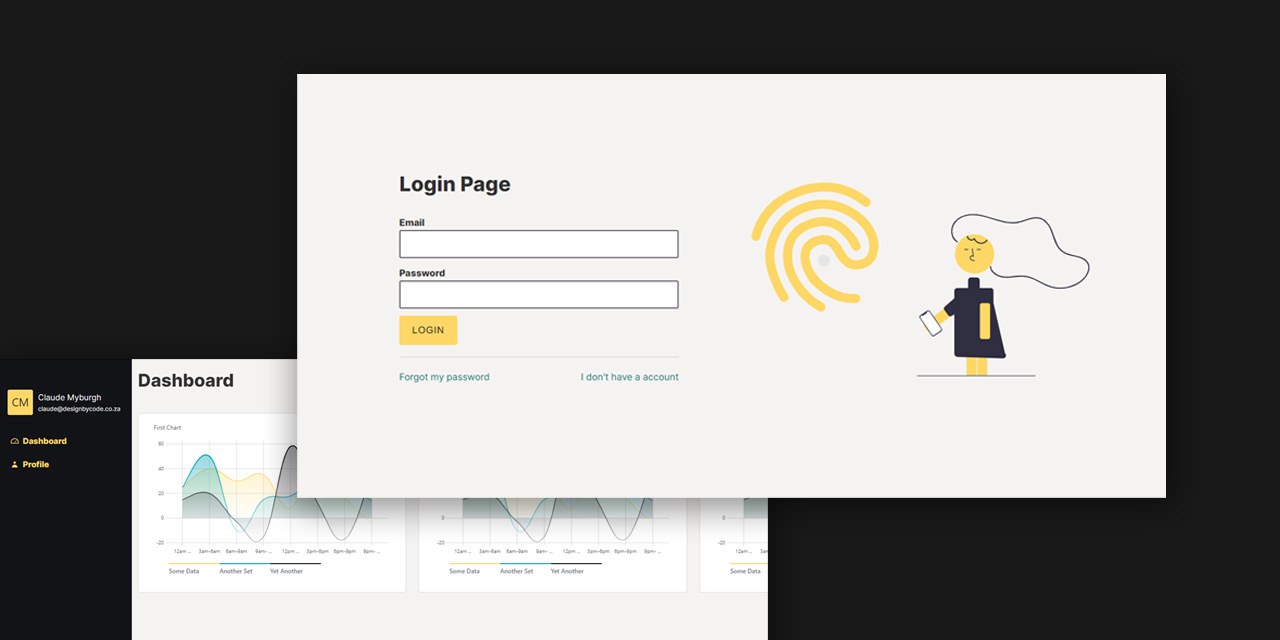 Login Page
Email
Password
LOGIN
Forgot my password I don't have a account
CM
Claude Myburgh
claude@designbycode.co.za
Dashboard
Profile
Dashboard
First Chart
60
40
20
0
-20
12am ... 3am-6am 6am-9am 9am-... 12pm ... 3pm-6pm 6pm-9pm 9pm-...
Some Data Another Set Yet Another
0
-20
12am ... 3am-6am 6am-9am 9am-... 12pm ... 3pm-6pm 6pm-9pm 9pm-...
Some Data Another Set Yet Another
0
-20
12am ...
Some Data